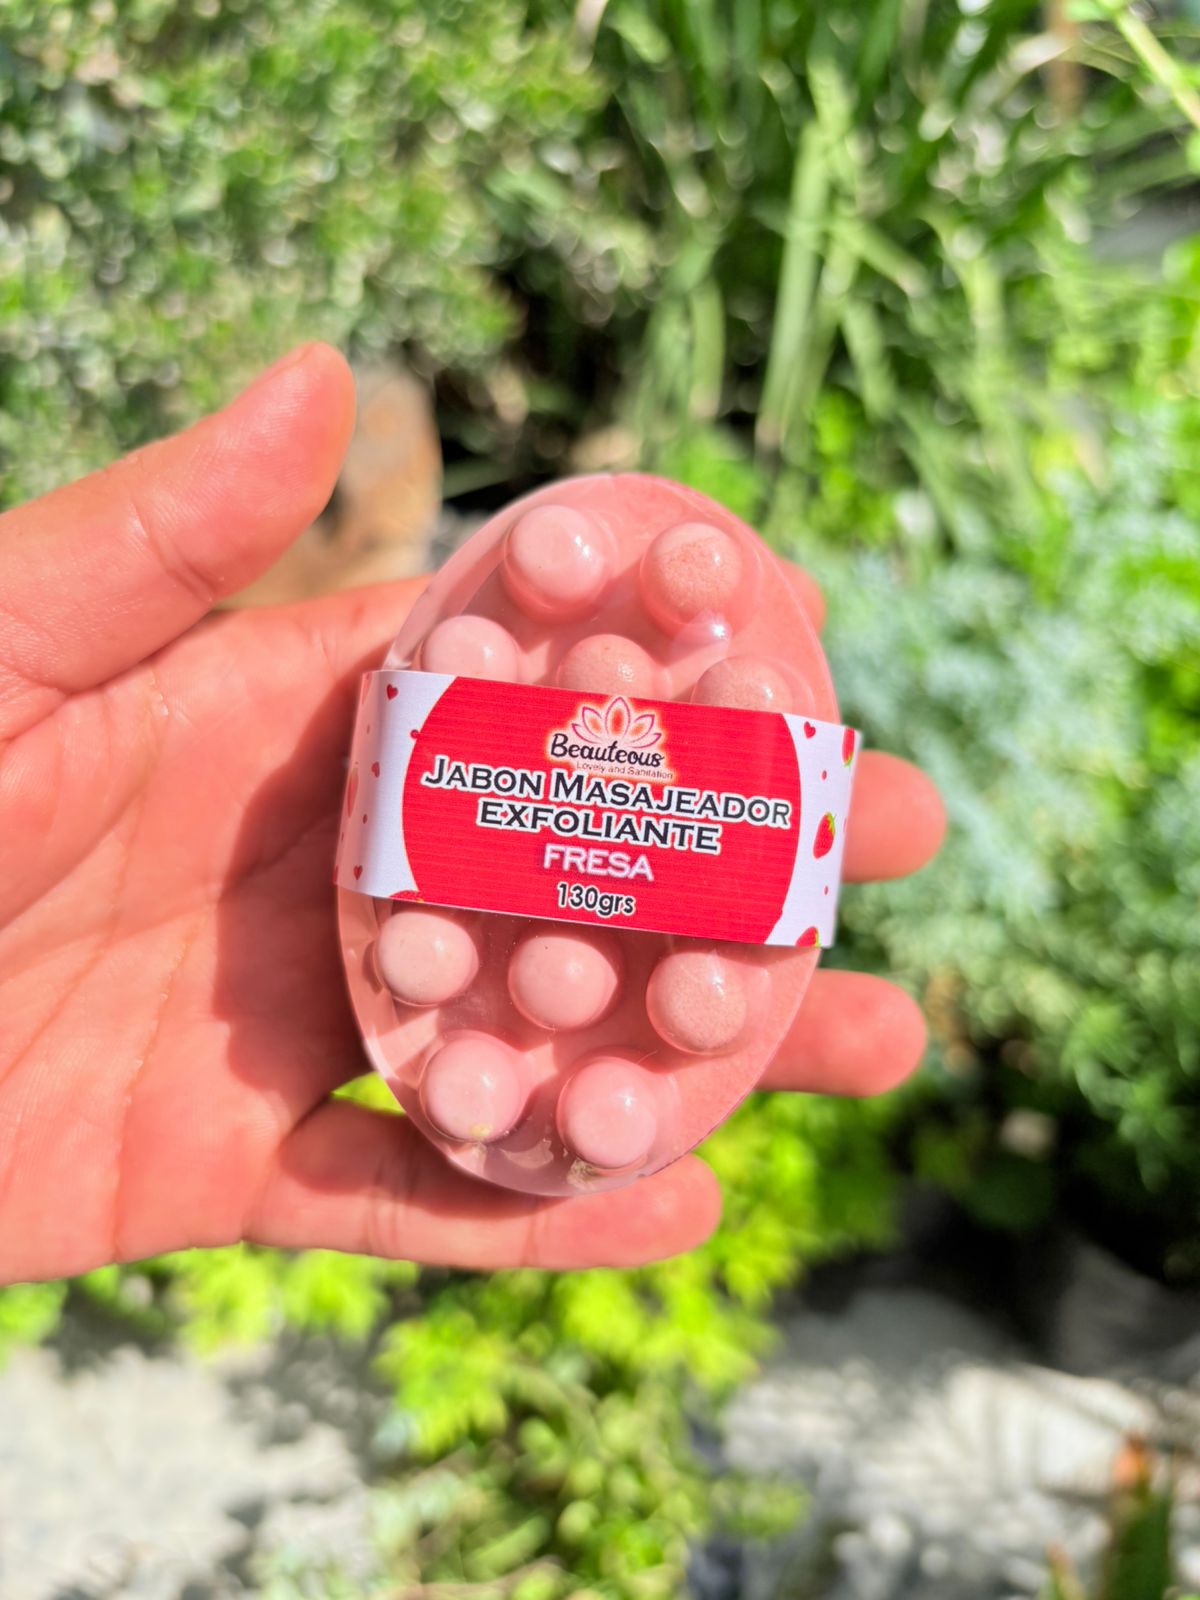 Beauteous
Lovely and Sanitation
JABON MASAJEADOR
EXFOLIANTE
FRESA
130grs